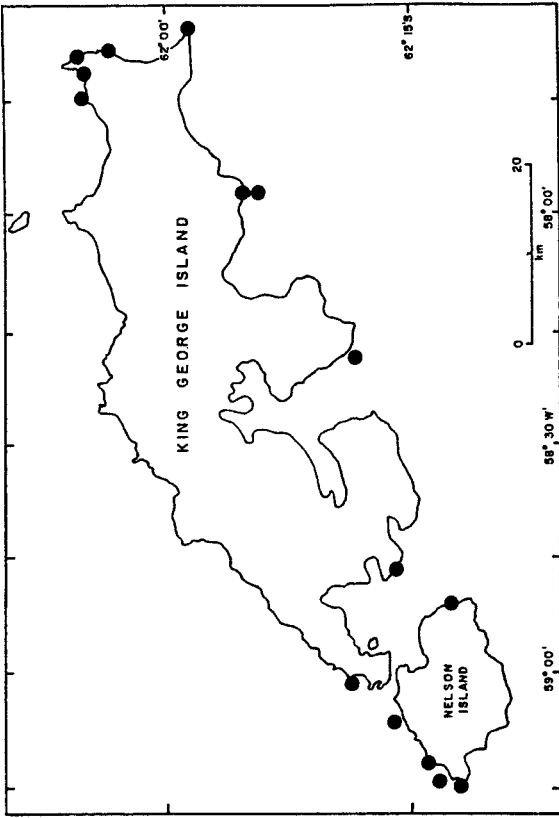 62° 00'
62° 15'S
KING GEORGE ISLAND
NELSON
ISLAND
0 20
km
59° 00'
58° 30 W'
58° 00'